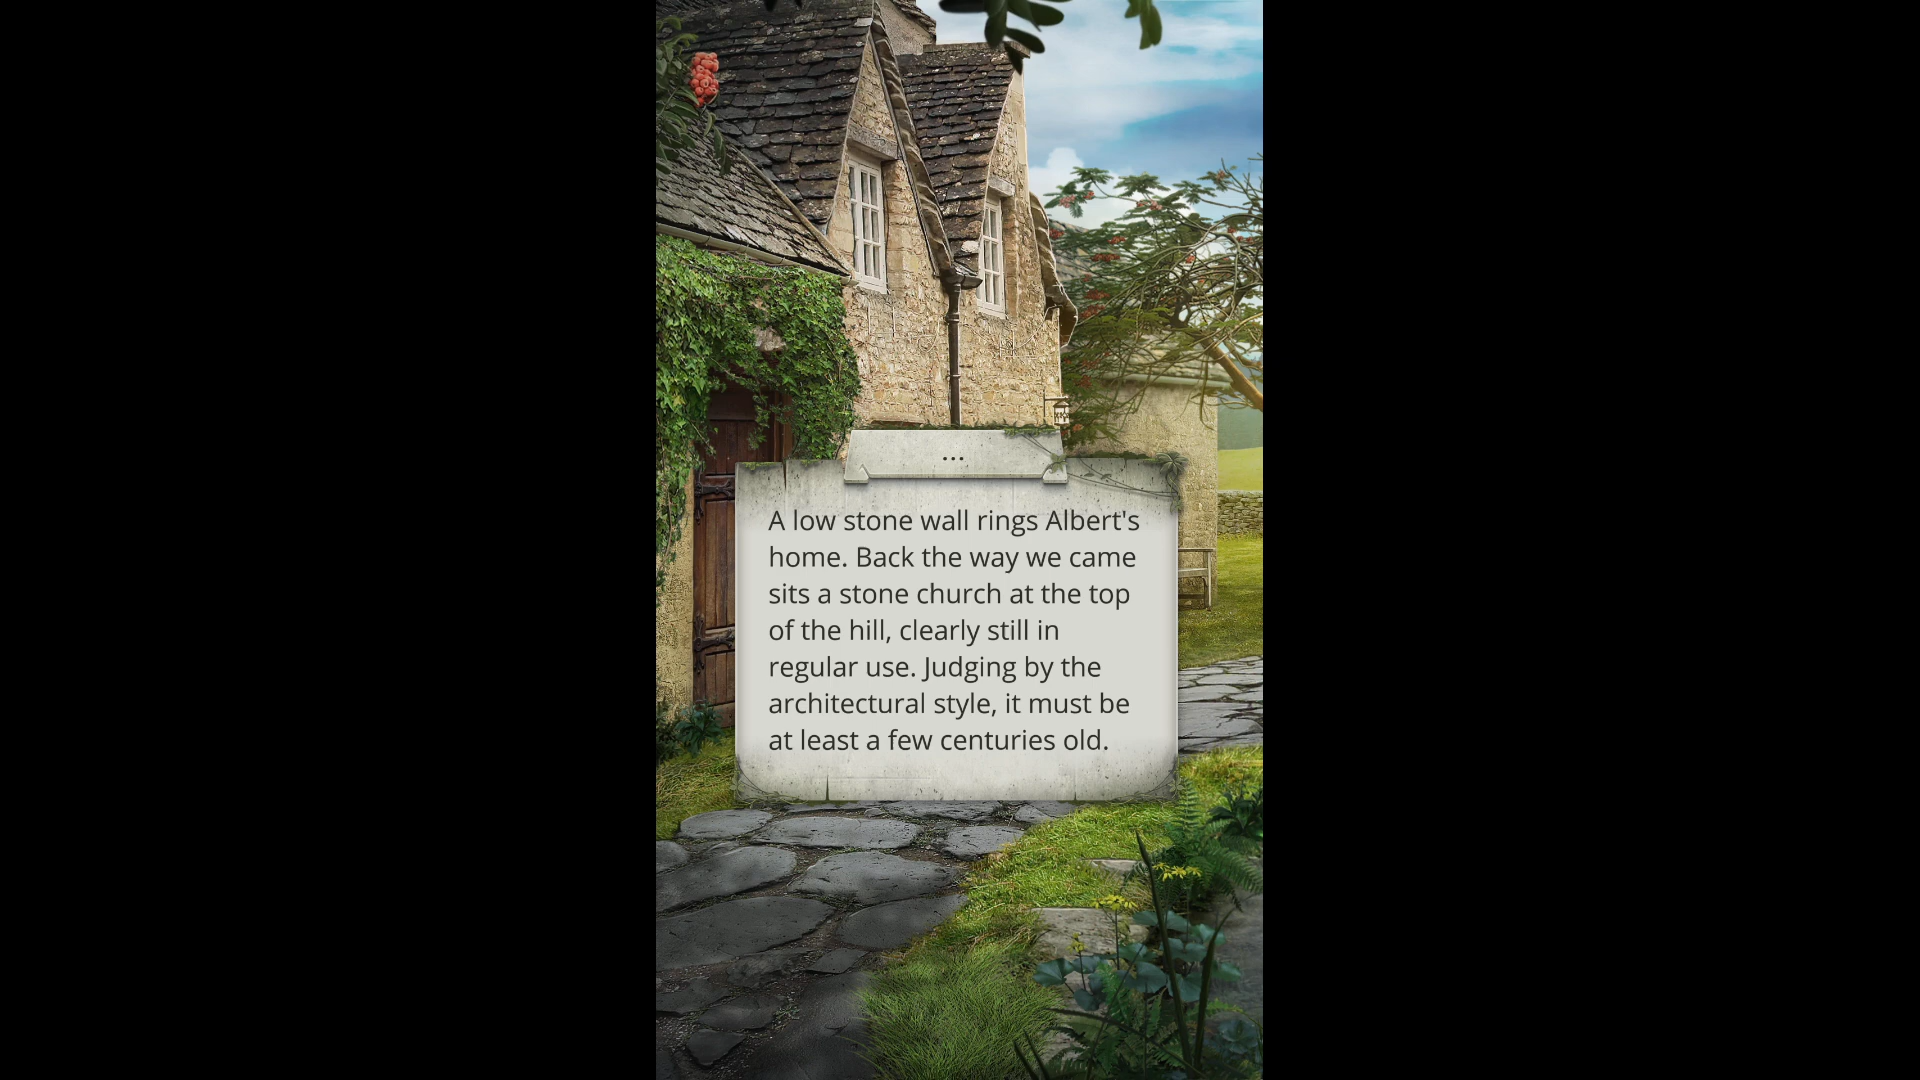 ...
A low stone wall rings Albert's
home. Back the way we came
sits a stone church at the top
of the hill, clearly still in
regular use. Judging by the
architectural style, it must be
at least a few centuries old.